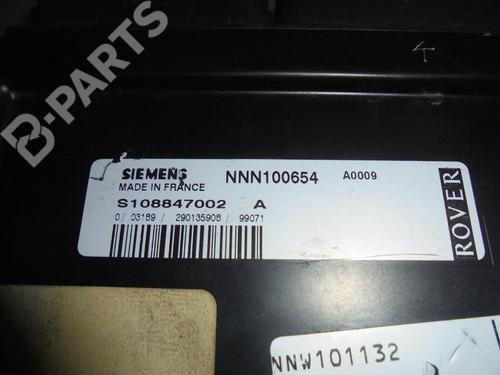 B-PARTS
SIEMENS NNN100654 A0009
MADE IN FRANCE
S108847002 A
0/ 03189/ 290135908/ 99071
ROVER
NNW101132